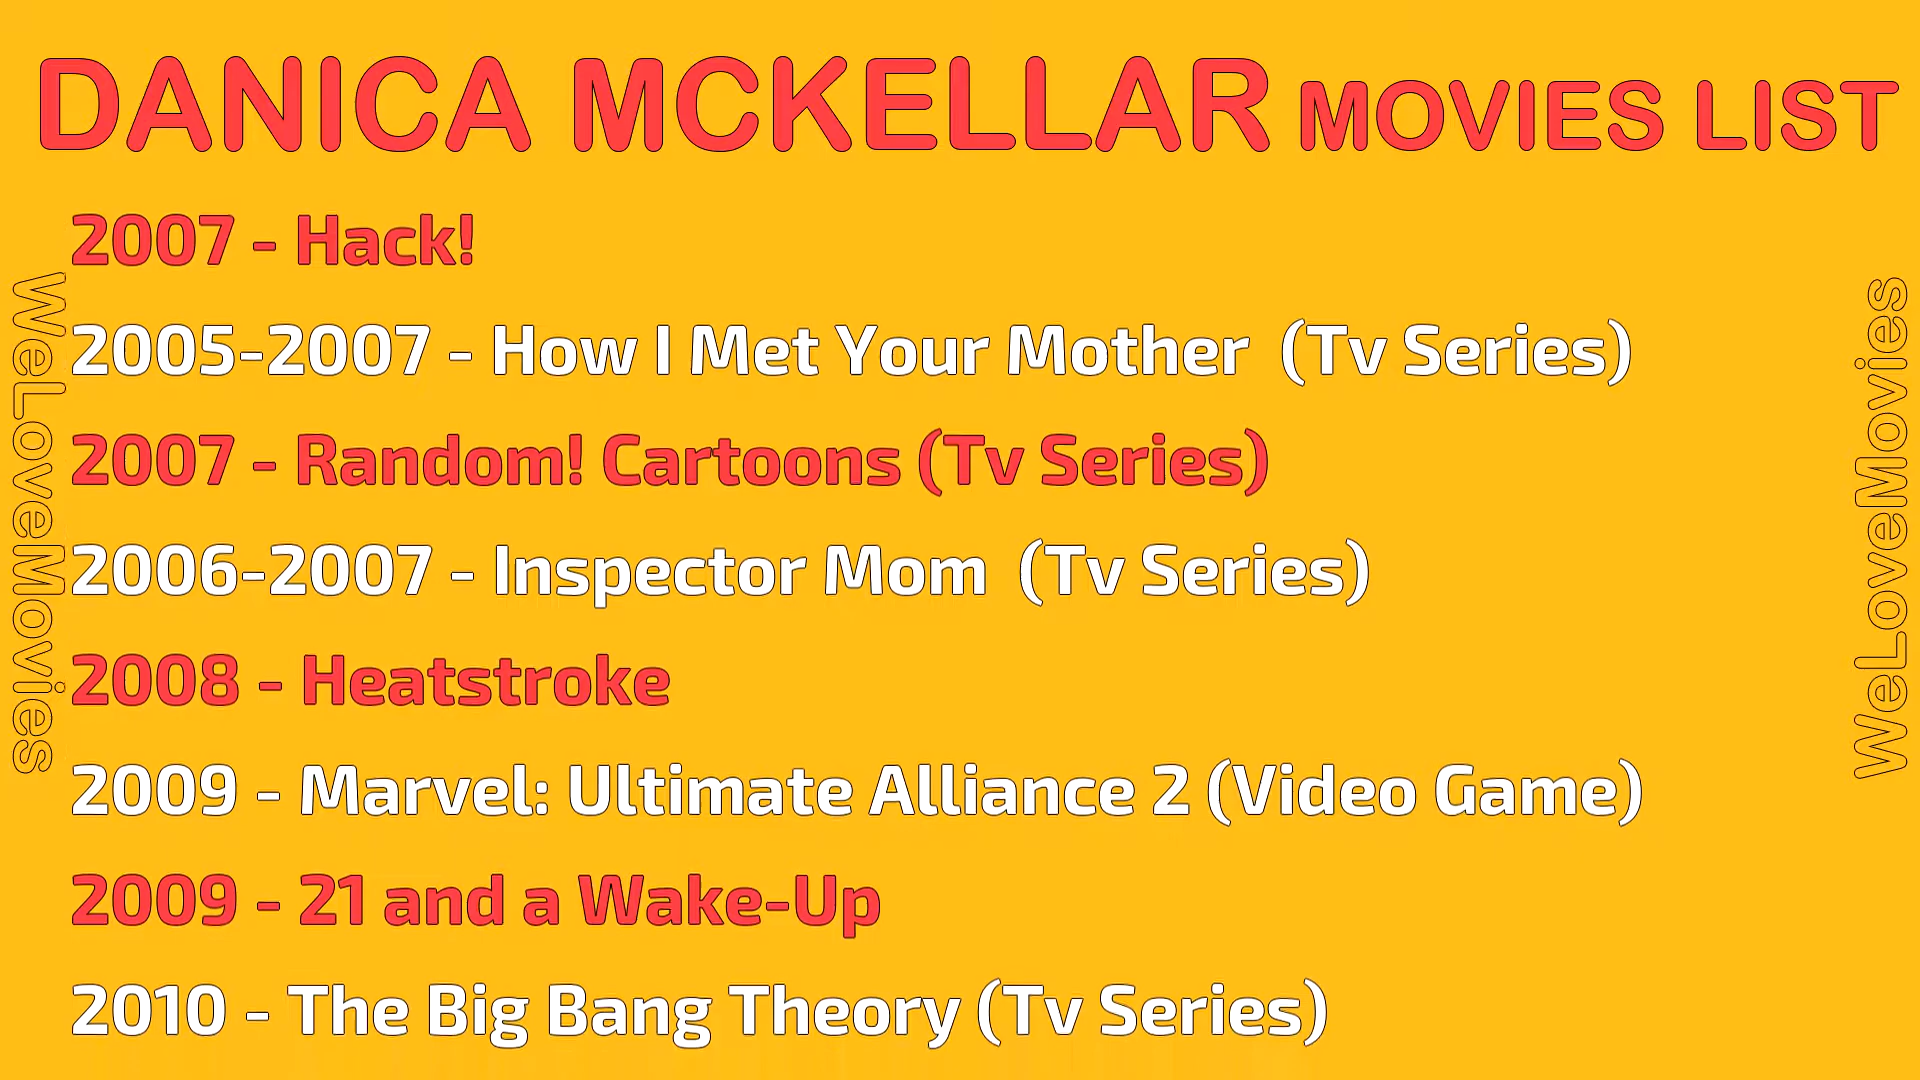 DANICA MCKELLAR MOVIES LIST
2007 - Hack!
2005-2007 - How I Met Your Mother (Tv Series)
2007 - Random! Cartoons (Tv Series)
2006-2007 - Inspector Mom (Tv Series)
2008 - Heatstroke
2009 - Marvel: Ultimate Alliance 2 (Video Game)
2009 - 21 and a Wake-Up
2010 - The Big Bang Theory (Tv Series)
WeLoveMovies
WeLoveMovies